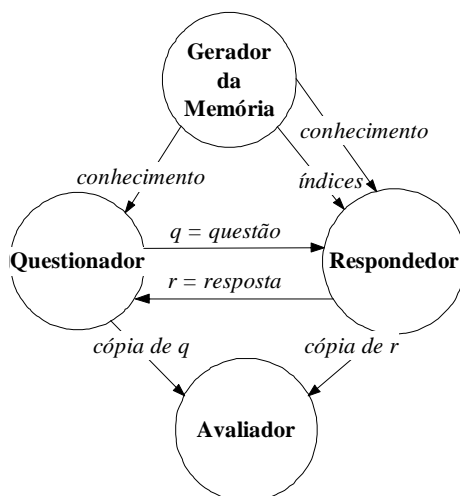 Gerador
da
Memória
conhecimento
conhecimento
índices
Questionador
q = questão
Respondedor
r = resposta
cópia de q
cópia de r
Avaliador